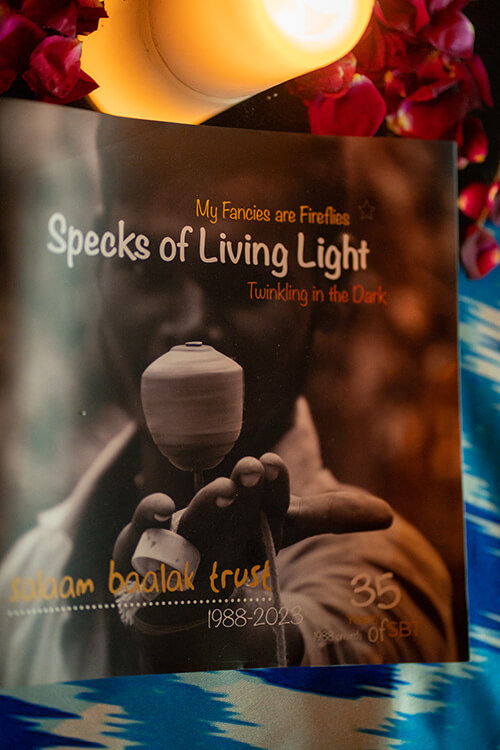 My Fancies are Fireflies
Specks of Living Light
Twinkling in the Dark
salaam baalak trust
1988-2023
35
of SBT